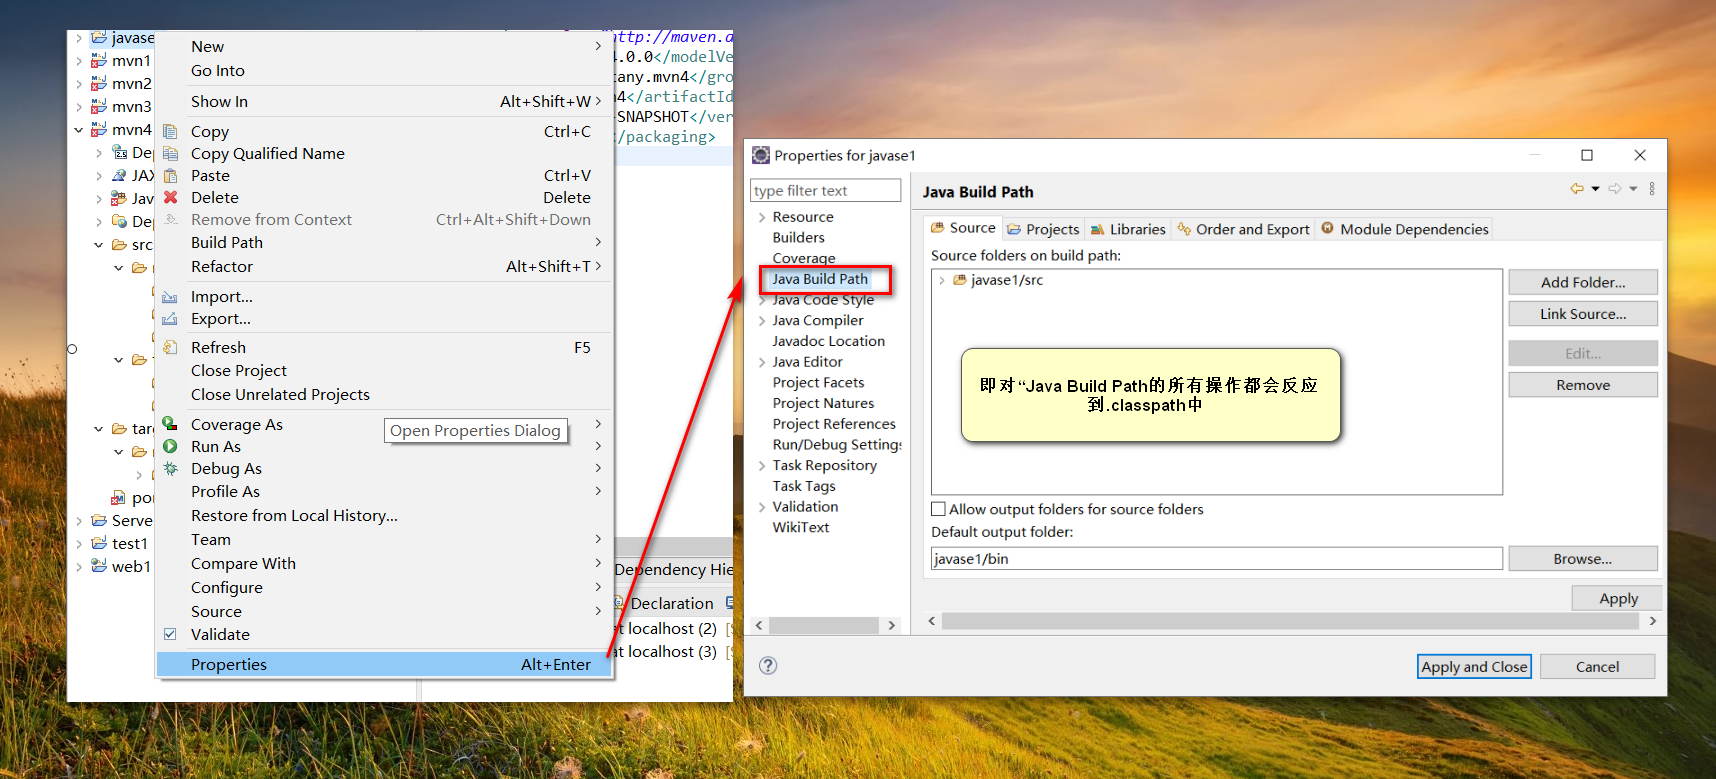 javase
mvn1
mvn2
mvn3
mvn4
JAX
Jav
src
Serve
test1
web1
New
Go Into
Show In Alt+Shift+W
Copy Ctrl+C
Copy Qualified Name
Paste Ctrl+V
Delete Delete
Remove from Context Ctrl+Alt+Shift+Down
Build Path
Refactor Alt+Shift+T
Import...
Export...
Refresh F5
Close Project
Close Unrelated Projects
Coverage As
Run As
Debug As
Profile As
Restore from Local History...
Team
Compare With
Configure
Source
Validate
Properties Alt+Enter
Open Properties Dialog
http://maven.a
.0.0</modelVe
any.mvn4</gro
4</artifactId
SNAPSHOT</ver
</packaging>
Dependency Hie
Declaration
at localhost (2)
at localhost (3)
Properties for javase1
type filter text
Resource
Builders
Coverage
Java Build Path
Java Code Style
Java Compiler
Javadoc Location
Java Editor
Project Facets
Project Natures
Project References
Run/Debug Settings
Task Repository
Task Tags
Validation
WikiText
Java Build Path
Source Projects Libraries Order and Export Module Dependencies
Source folders on build path:
javase1/src
Add Folder...
Link Source...
Edit...
Remove
即对“Java Build Path的所有操作都会反应
到.classpath中
Allow output folders for source folders
Default output folder:
javase1/bin
Browse...
Apply
Apply and Close Cancel